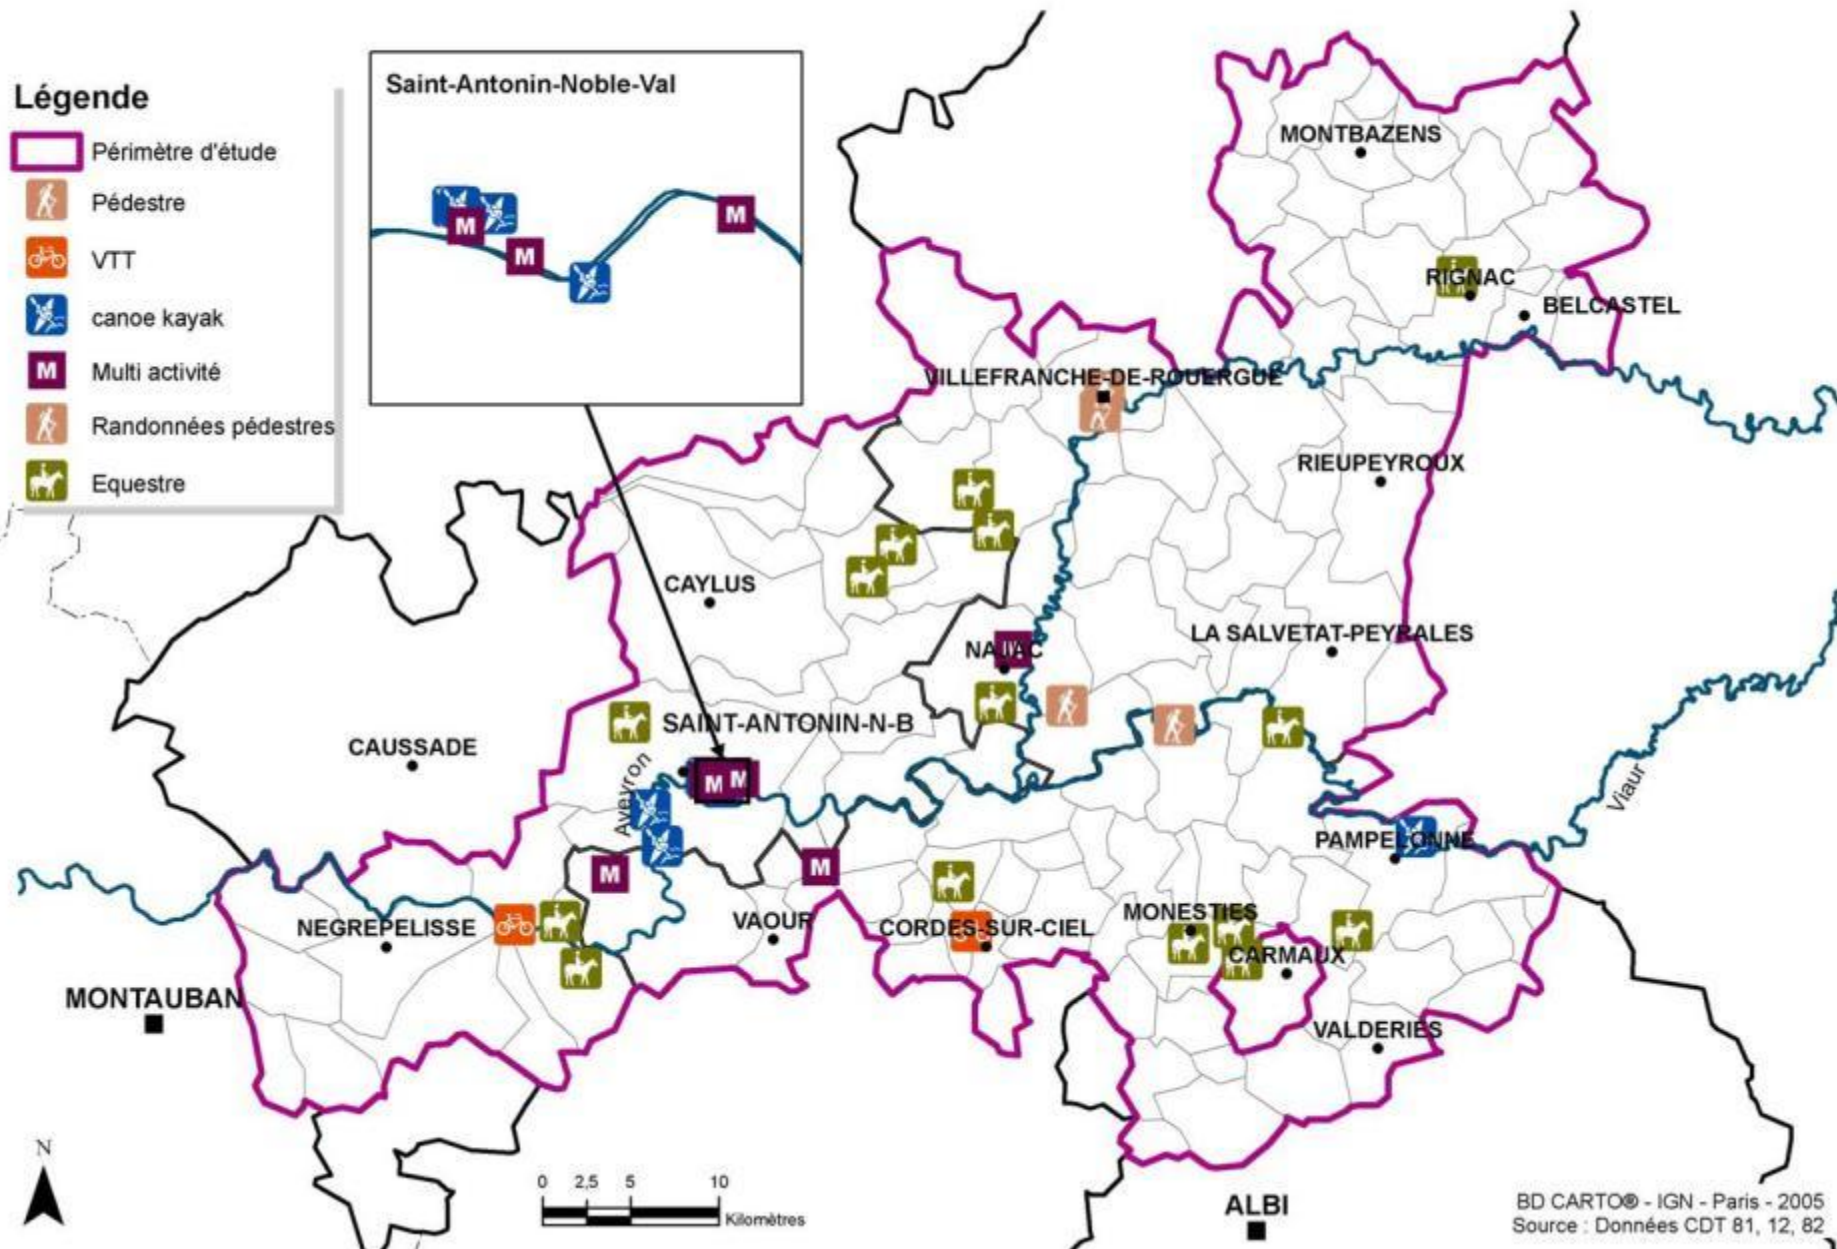 Saint-Antonin-Noble-Val
M
M
M
Légende
Périmètre d'étude
Pédestre
VTT
canoe kayak
M
Multi activité
Randonnées pédestres
Equestre
MONTBAZENS
RIGNAC
BELCASTEL
VILLEFRANCHE-DE-ROUERGUE
RIEUPEYROUX
CAYLUS
LA SALVETAT-PEYRALES
NAJAC
SAINT-ANTONIN-N-B
CAUSSADE
Aveyron
M
M
Viaur
PAMPELONNE
M
M
NEGREPELISSE
VAOUR
CORDES-SUR-CIEL
MONESTIES
CARMAUX
MONTAUBAN
VALDERIES
N
0 2,5 5 10
Kilomètres
ALBI
BD CARTO® - IGN - Paris - 2005
Source : Données CDT 81, 12, 82